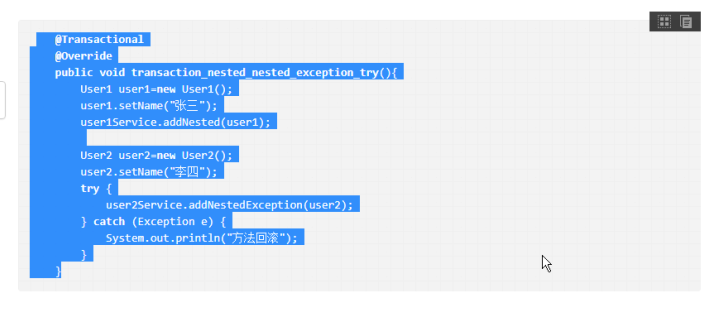 @Transactional
@Override
public void transaction_nested_nested_exception_try(){
User1 user1=new User1();
user1.setName("张三");
user1Service.addNested(user1);
User2 user2=new User2();
user2.setName("李四");
try {
user2Service.addNestedException(user2);
} catch (Exception e) {
System.out.println("方法回滚");
}
}